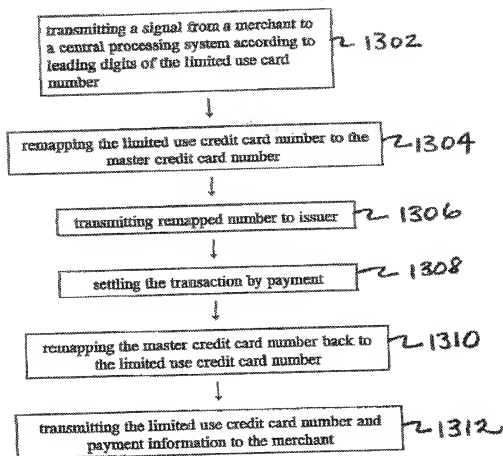 transmitting a signal from a merchant to
a central processing system according to
leading digits of the limited use card
number
1302
remapping the limited use credit card number to the
master credit card number
1304
transmitting remapped number to issuer
1306
settling the transaction by payment
1308
remapping the master credit card number back to
the limited use credit card number
1310
transmitting the limited use credit card number and
payment information to the merchant
1312